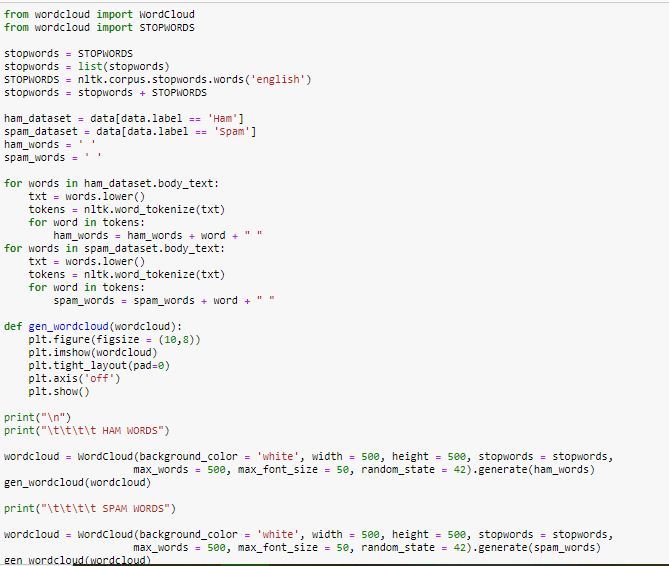 from wordcloud import WordCloud
from wordcloud import STOPWORDS

stopwords = STOPWORDS
stopwords = list(stopwords)
STOPWORDS = nltk.corpus.stopwords.words('english')
stopwords = stopwords + STOPWORDS

ham_dataset = data[data.label == 'Ham']
spam_dataset = data[data.label == 'Spam']
ham_words = ' '
spam_words = ' '

for words in ham_dataset.body_text:
    txt = words.lower()
    tokens = nltk.word_tokenize(txt)
    for word in tokens:
        ham_words = ham_words + word + " "
for words in spam_dataset.body_text:
    txt = words.lower()
    tokens = nltk.word_tokenize(txt)
    for word in tokens:
        spam_words = spam_words + word + " "

def gen_wordcloud(wordcloud):
    plt.figure(figsize = (10,8))
    plt.imshow(wordcloud)
    plt.tight_layout(pad=0)
    plt.axis('off')
    plt.show()

print("\n")
print("\t\t\t\t HAM WORDS")

wordcloud = WordCloud(background_color = 'white', width = 500, height = 500, stopwords = stopwords,
                      max_words = 500, max_font_size = 50, random_state = 42).generate(ham_words)
gen_wordcloud(wordcloud)

print("\t\t\t\t SPAM WORDS")

wordcloud = WordCloud(background_color = 'white', width = 500, height = 500, stopwords = stopwords,
                      max_words = 500, max_font_size = 50, random_state = 42).generate(spam_words)
gen_wordcloud(wordcloud)